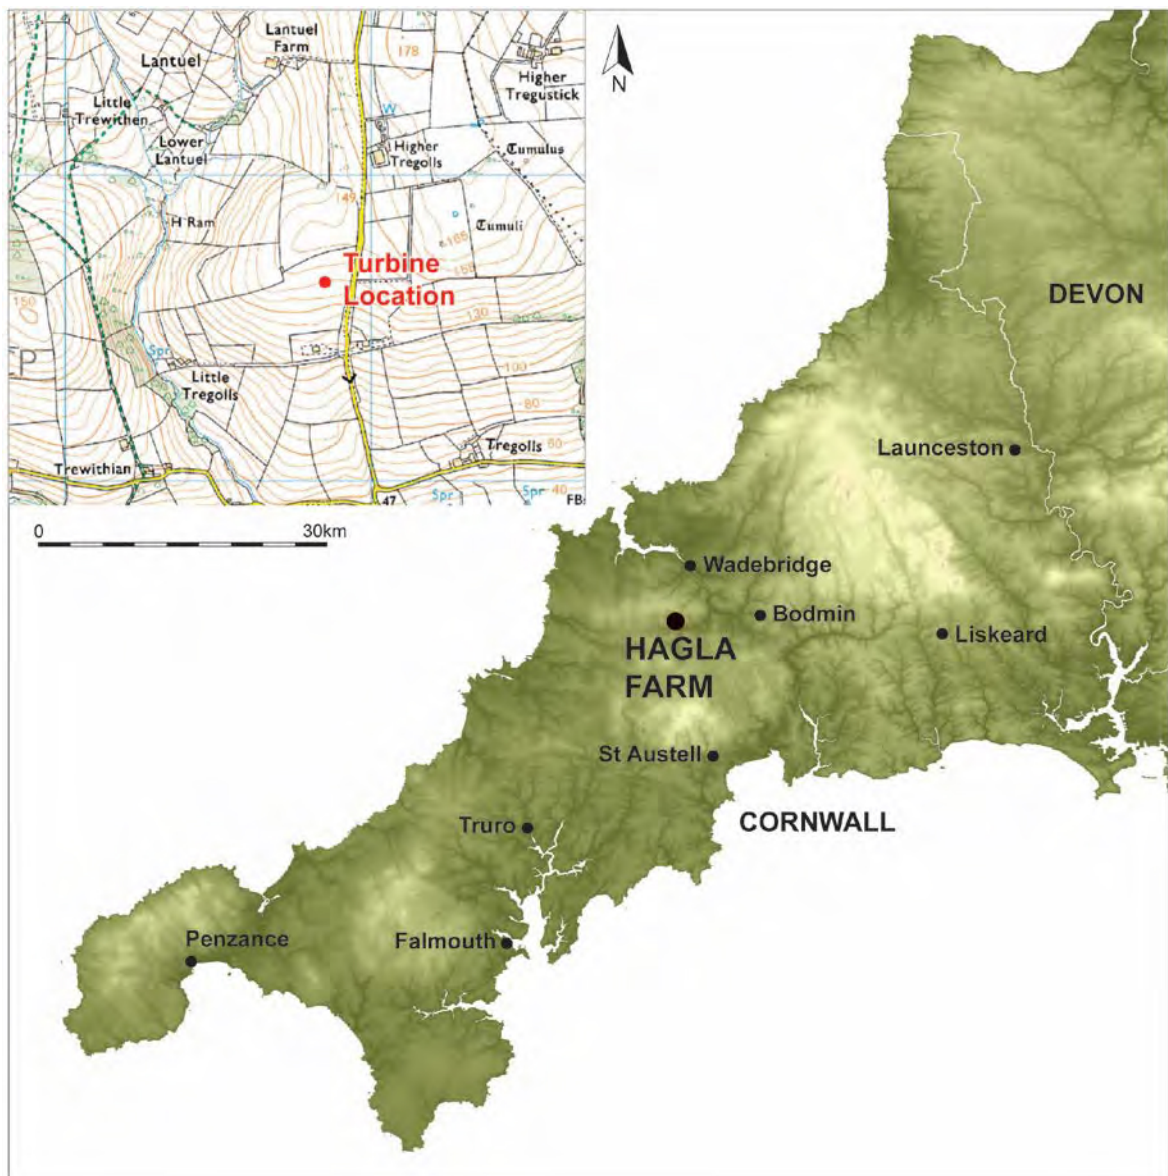 Lantuel
Farm
178
Lantuel
Higher
Tregustick
Little
Trewithen
W
Lower
Lantuel
Higher
Tregolls
Tumulus
149
H Ram
Tumuli
165
Turbine
Location
150
130
P
Spr
100
Little
Tregolls
80
Tregolls
60
Trewithian
47
Spr
Spr
40
FBs
N
0
30km
DEVON
Launceston
Wadebridge
Bodmin
HAGLA
FARM
Liskeard
St Austell
Truro
CORNWALL
Penzance
Falmouth